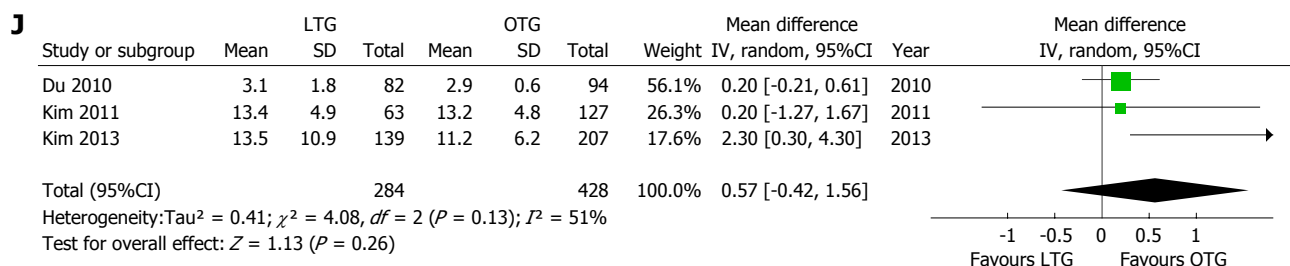 J
LTG OTG Mean difference Mean difference
Study or subgroup Mean SD Total Mean SD Total Weight IV, random, 95%CI Year IV, random, 95%CI
Du 2010 3.1 1.8 82 2.9 0.6 94 56.1% 0.20 [-0.21, 0.61] 2010
Kim 2011 13.4 4.9 63 13.2 4.8 127 26.3% 0.20 [-1.27, 1.67] 2011
Kim 2013 13.5 10.9 139 11.2 6.2 207 17.6% 2.30 [0.30, 4.30] 2013
Total (95%CI) 284 428 100.0% 0.57 [-0.42, 1.56]
Heterogeneity:Tau² = 0.41; χ² = 4.08, df = 2 (P = 0.13); I² = 51%
Test for overall effect: Z = 1.13 (P = 0.26)
-1 -0.5 0 0.5 1
Favours LTG Favours OTG